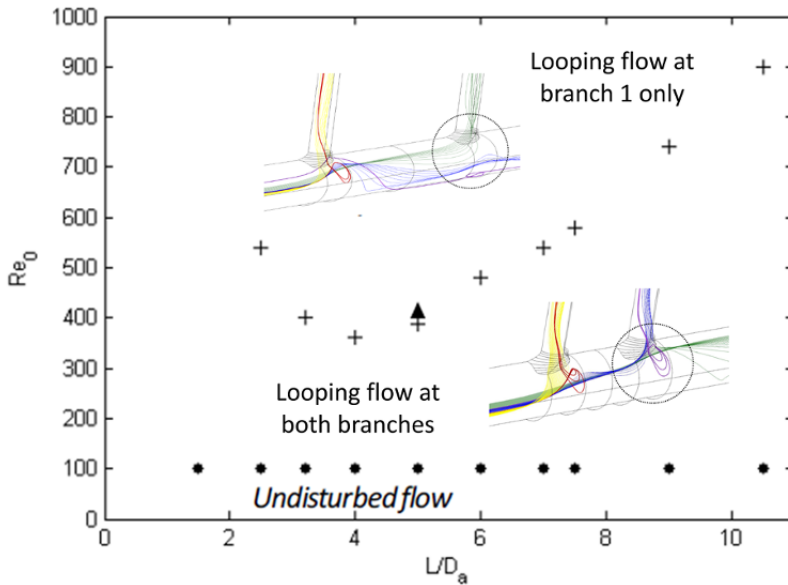 1000
900
800
700
600
500
400
300
200
100
0
Re0
Looping flow at
branch 1 only
Looping flow at
both branches
Undisturbed flow
0 2 4 6 8 10
L/Da